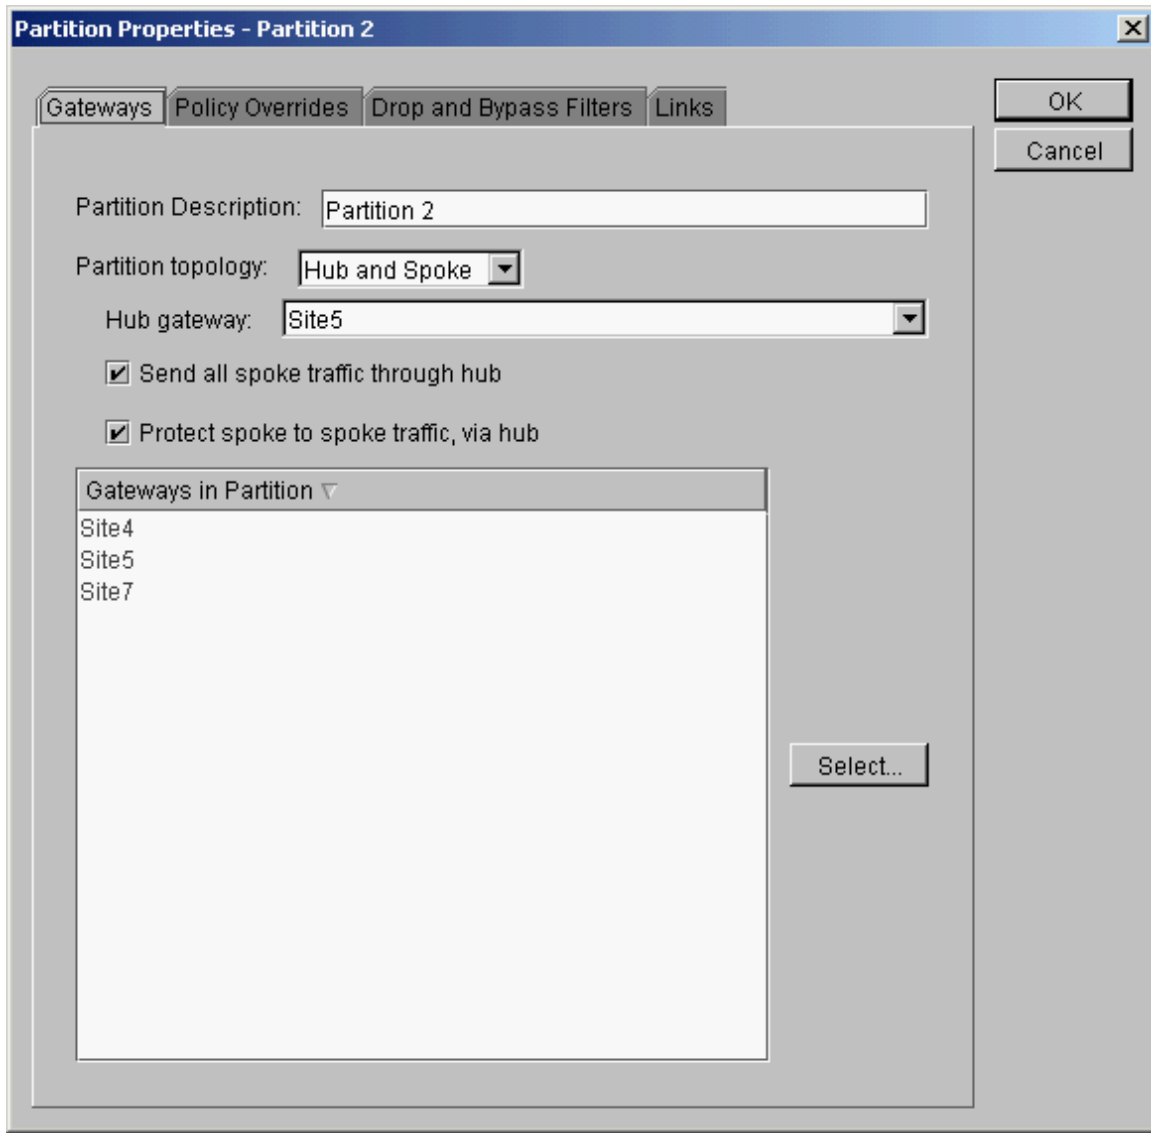 Partition Properties - Partition 2
Gateways Policy Overrides Drop and Bypass Filters Links
OK
Cancel
Partition Description: Partition 2
Partition topology: Hub and Spoke
Hub gateway: Site5
Send all spoke traffic through hub
Protect spoke to spoke traffic, via hub
Gateways in Partition
Site4
Site5
Site7
Select...